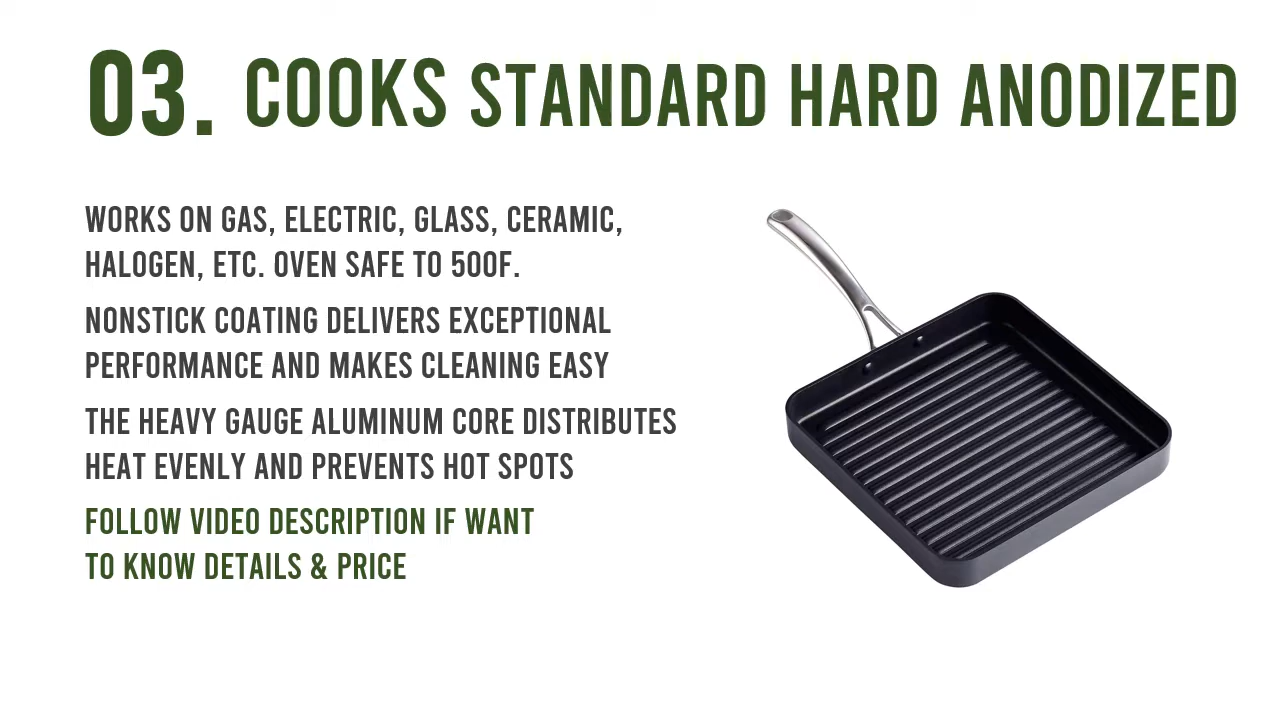 03. COOKS STANDARD HARD ANODIZED
WORKS ON GAS, ELECTRIC, GLASS, CERAMIC,
HALOGEN, ETC. OVEN SAFE TO 500F.
NONSTICK COATING DELIVERS EXCEPTIONAL
PERFORMANCE AND MAKES CLEANING EASY
THE HEAVY GAUGE ALUMINUM CORE DISTRIBUTES
HEAT EVENLY AND PREVENTS HOT SPOTS
FOLLOW VIDEO DESCRIPTION IF WANT
TO KNOW DETAILS & PRICE